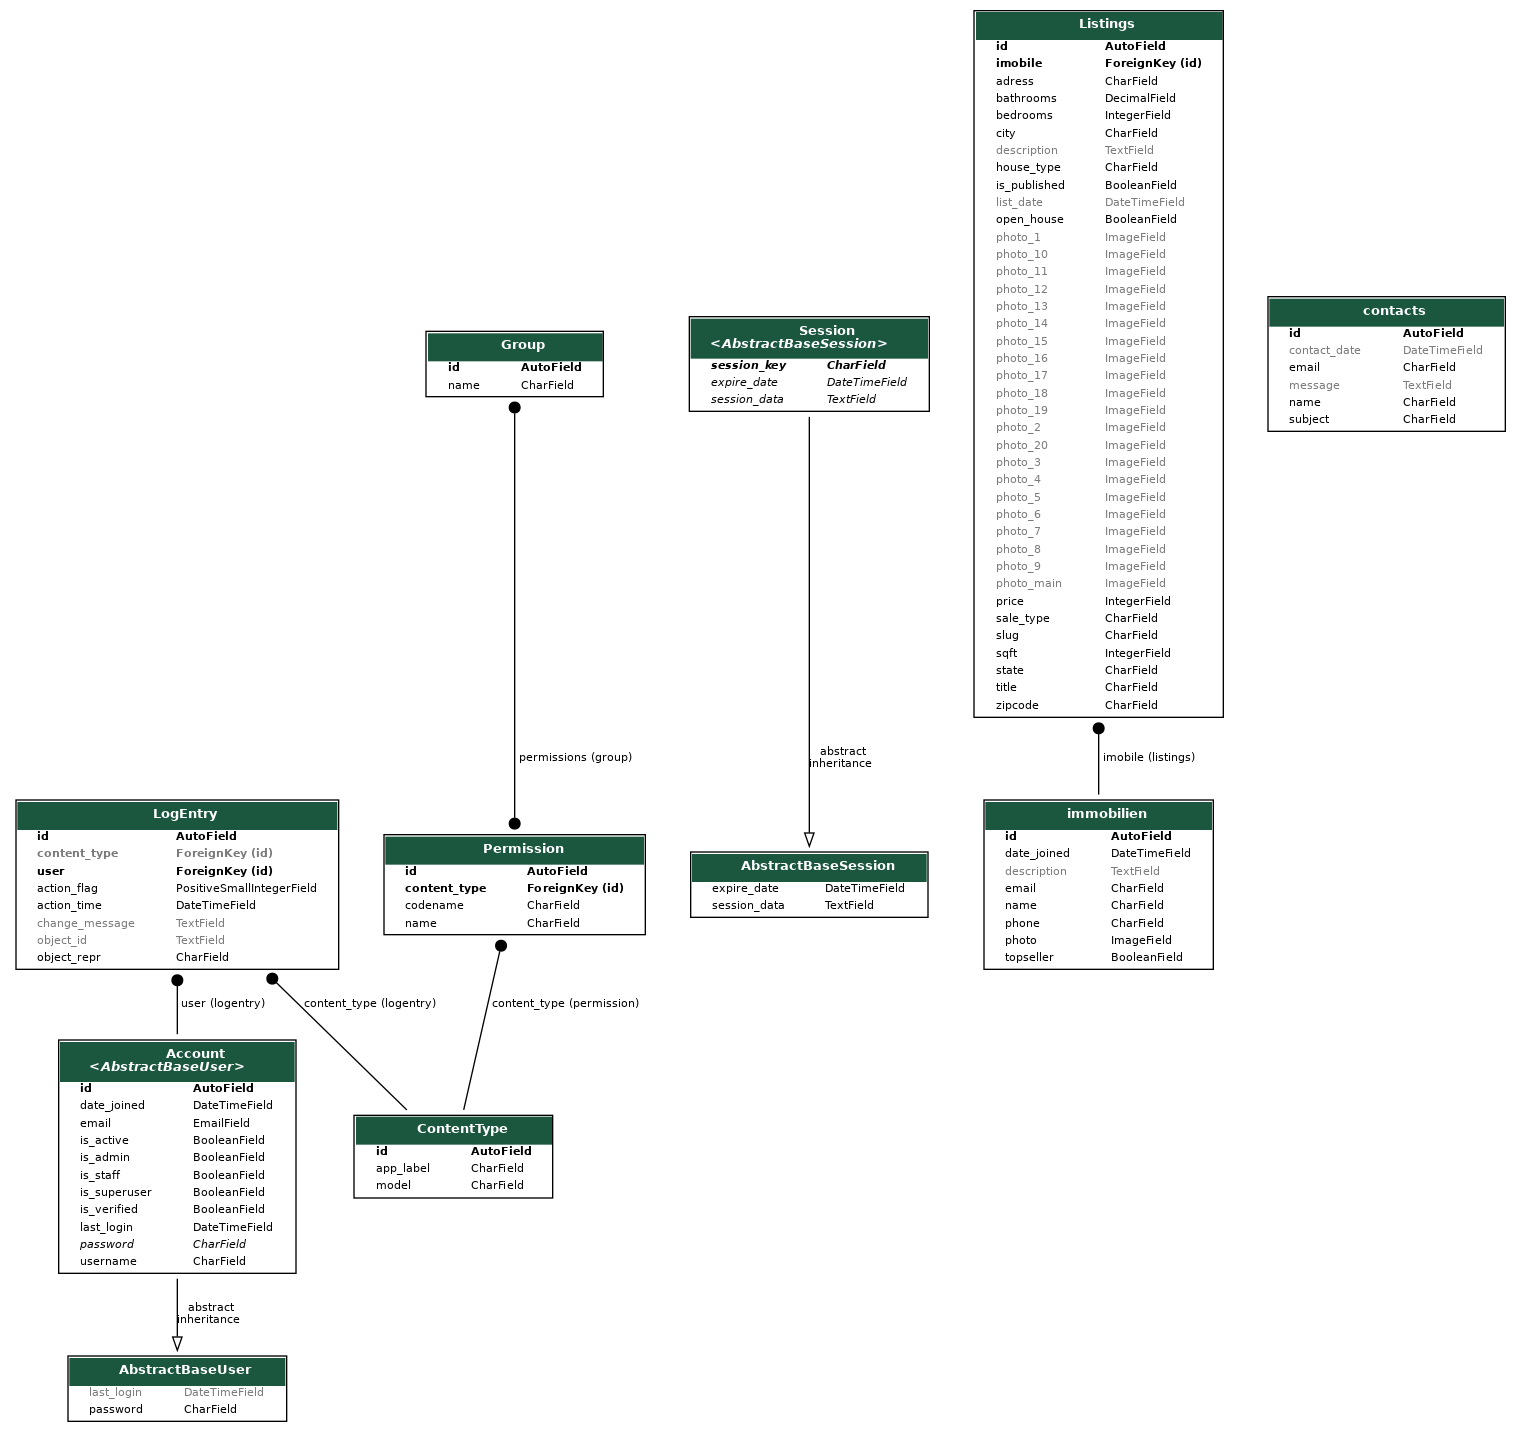 Listings
id AutoField
imobile ForeignKey (id)
adress CharField
bathrooms DecimalField
bedrooms IntegerField
city CharField
description TextField
house_type CharField
is_published BooleanField
list_date DateTimeField
open_house BooleanField
photo_1 ImageField
photo_10 ImageField
photo_11 ImageField
photo_12 ImageField
photo_13 ImageField
photo_14 ImageField
photo_15 ImageField
photo_16 ImageField
photo_17 ImageField
photo_18 ImageField
photo_19 ImageField
photo_2 ImageField
photo_20 ImageField
photo_3 ImageField
photo_4 ImageField
photo_5 ImageField
photo_6 ImageField
photo_7 ImageField
photo_8 ImageField
photo_9 ImageField
photo_main ImageField
price IntegerField
sale_type CharField
slug CharField
sqft IntegerField
state CharField
title CharField
zipcode CharField
contacts
id AutoField
contact_date DateTimeField
email CharField
message TextField
name CharField
subject CharField
Group
id AutoField
name CharField
Session
<AbstractBaseSession>
session_key CharField
expire_date DateTimeField
session_data TextField
permissions (group)
abstract
inheritance
imobile (listings)
LogEntry
id AutoField
content_type ForeignKey (id)
user ForeignKey (id)
action_flag PositiveSmallIntegerField
action_time DateTimeField
change_message TextField
object_id TextField
object_repr CharField
Permission
id AutoField
content_type ForeignKey (id)
codename CharField
name CharField
AbstractBaseSession
expire_date DateTimeField
session_data TextField
immobilien
id AutoField
date_joined DateTimeField
description TextField
email CharField
name CharField
phone CharField
photo ImageField
topseller BooleanField
user (logentry)
content_type (logentry)
content_type (permission)
Account
<AbstractBaseUser>
id AutoField
date_joined DateTimeField
email EmailField
is_active BooleanField
is_admin BooleanField
is_staff BooleanField
is_superuser BooleanField
is_verified BooleanField
last_login DateTimeField
password CharField
username CharField
ContentType
id AutoField
app_label CharField
model CharField
abstract
inheritance
AbstractBaseUser
last_login DateTimeField
password CharField